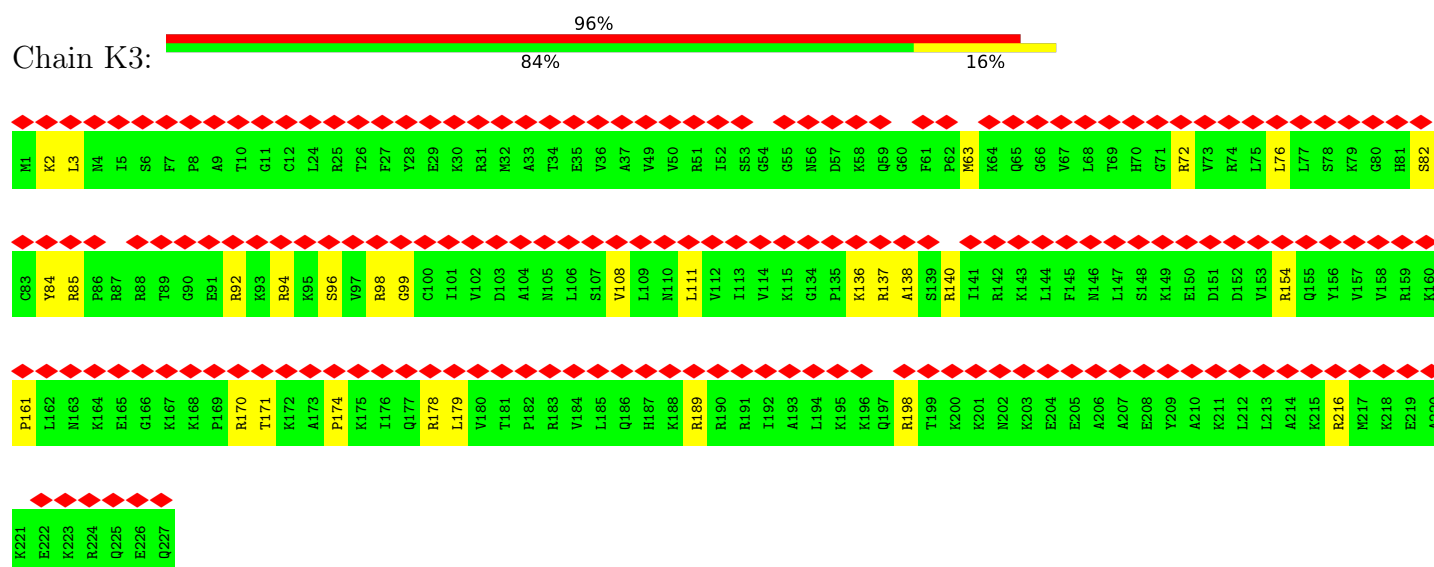 96%
Chain K3:
84% 16%
M1 K2 L3 N4 I5 S6 F7 P8 A9 T10 G11 C12 L24 R25 T26 F27 Y28 E29 K30 R31 M32 A33 T34 E35 V36 A37 V49 V50 R51 I52 S53 G54 G55 N56 D57 K58 Q59 G60 F61 P62 M63 K64 Q65 G66 V67 L68 T69 H70 G71 R72 V73 R74 L75 L76 L77 S78 K79 G80 H81 S82
C83 Y84 R85 P86 R87 R88 T89 G90 E91 R92 K93 R94 K95 S96 V97 R98 G99 C100 I101 V102 D103 A104 N105 L106 S107 V108 L109 N110 L111 V112 I113 V114 K115 G134 P135 K136 R137 A138 S139 R140 I141 R142 K143 L144 F145 N146 L147 S148 K149 E150 D151 D152 V153 R154 Q155 Y156 V157 V158 R159 K160
P161 L162 N163 K164 E165 G166 K167 K168 P169 R170 T171 K172 A173 P174 K175 I176 Q177 R178 L179 V180 T181 P182 R183 V184 L185 Q186 H187 K188 R189 R190 R191 I192 A193 L194 K195 K196 Q197 R198 T199 K200 K201 N202 K203 E204 E205 A206 A207 E208 Y209 A210 K211 L212 L213 A214 K215 R216 M217 K218 E219 A220
K221 E222 K223 R224 Q225 E226 Q227